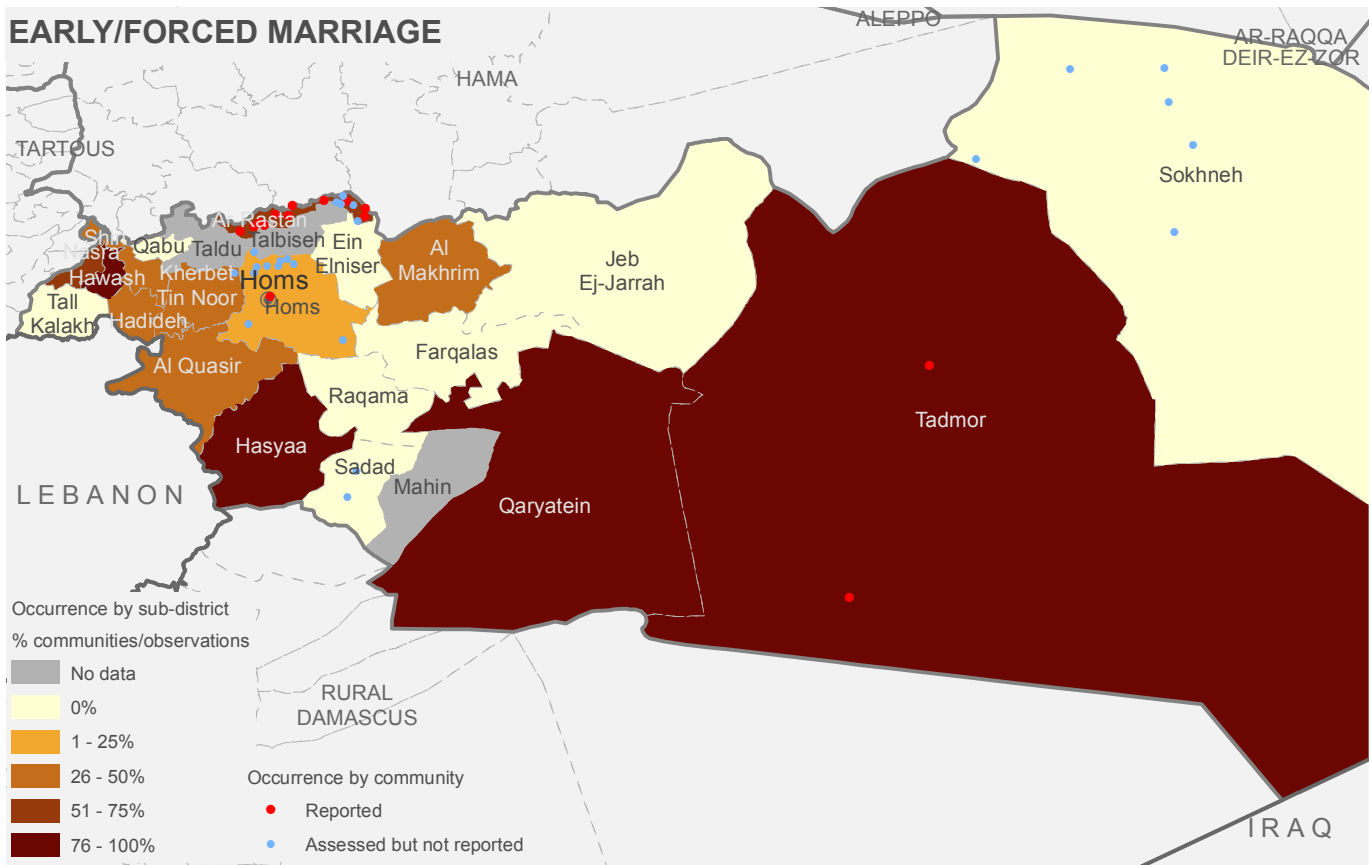 EARLY/FORCED MARRIAGE
ALEPPO
AR-RAQQA
DEIR-EZ-ZOR
HAMA
TARTOUS
Sokhneh
Ar-Rastan
Shin
Nasra
Qabu
Taldu
Talbiseh
Ein
Elniser
Al
Makhrim
Jeb
Ej-Jarrah
Hawash
Kherbet
Tin Noor
Homs
Homs
Tall
Kalakh
Hadideh
Farqalas
Al Quasir
Raqama
Tadmor
Hasyaa
Sadad
Mahin
Qaryatein
LEBANON
RURAL
DAMASCUS
IRAQ
Occurrence by sub-district
% communities/observations
No data
0%
1 - 25%
26 - 50%
51 - 75%
76 - 100%
Occurrence by community
Reported
Assessed but not reported